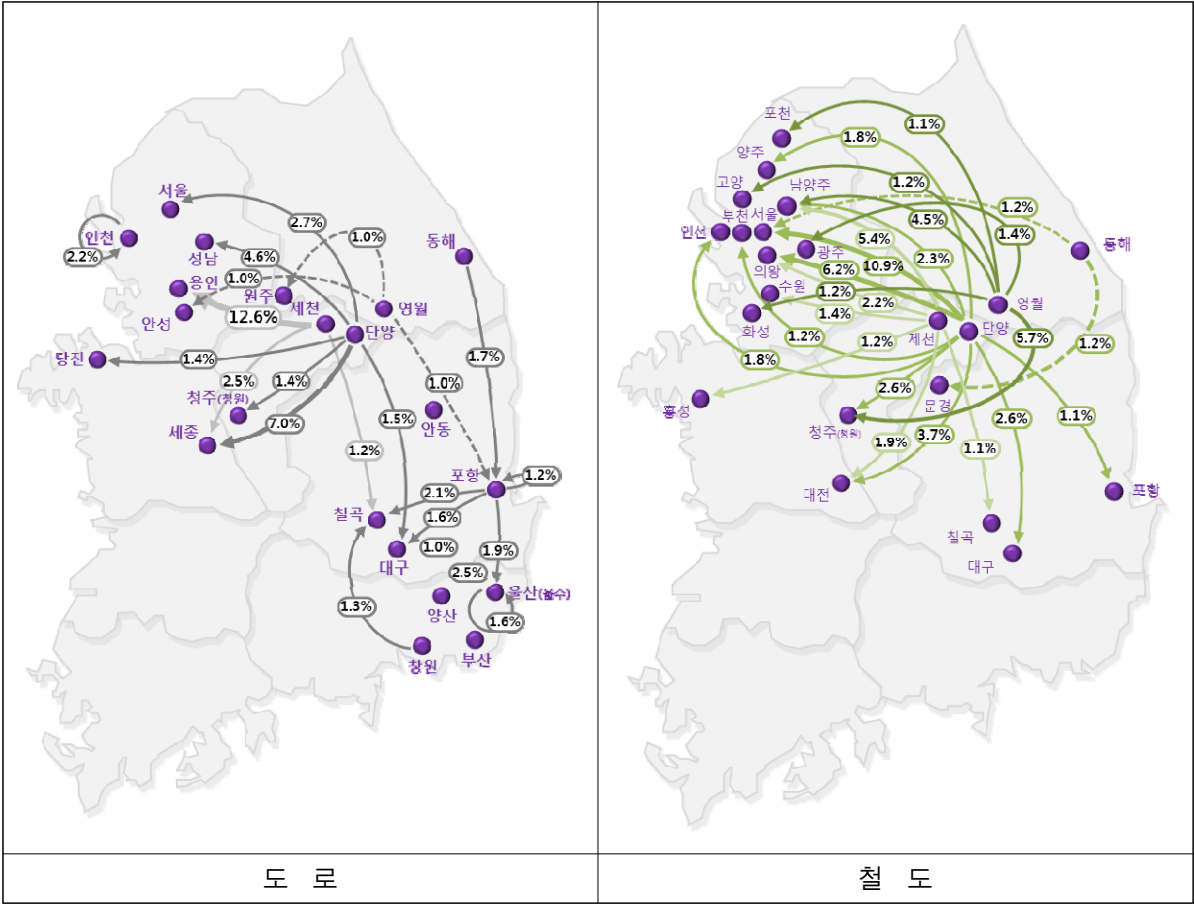 서울
2.7%
인천
2.2%
성남
4.6%
1.0%
동해
용인
1.0%
원주
제천
영월
안성
12.6%
단양
당진
1.4%
1.7%
2.5%
1.4%
1.0%
청주(청원)
세종
7.0%
1.5%
안동
1.2%
포항
1.2%
2.1%
칠곡
1.6%
1.0%
1.9%
대구
2.5%
울산
1.3%
양산
1.6%
창원
부산
도 로
포천
1.1%
1.8%
양주
고양
남양주
1.2%
1.2%
부천
서울
4.5%
1.4%
5.4%
광주
2.3%
동해
의왕
6.2%
10.9%
수원
1.2%
2.2%
영월
화성
1.4%
단양
제천
1.2%
1.2%
5.7%
1.2%
1.8%
2.6%
문경
홍성
청주(청원)
1.9%
3.7%
2.6%
1.1%
1.1%
대전
포항
칠곡
대구
철 도